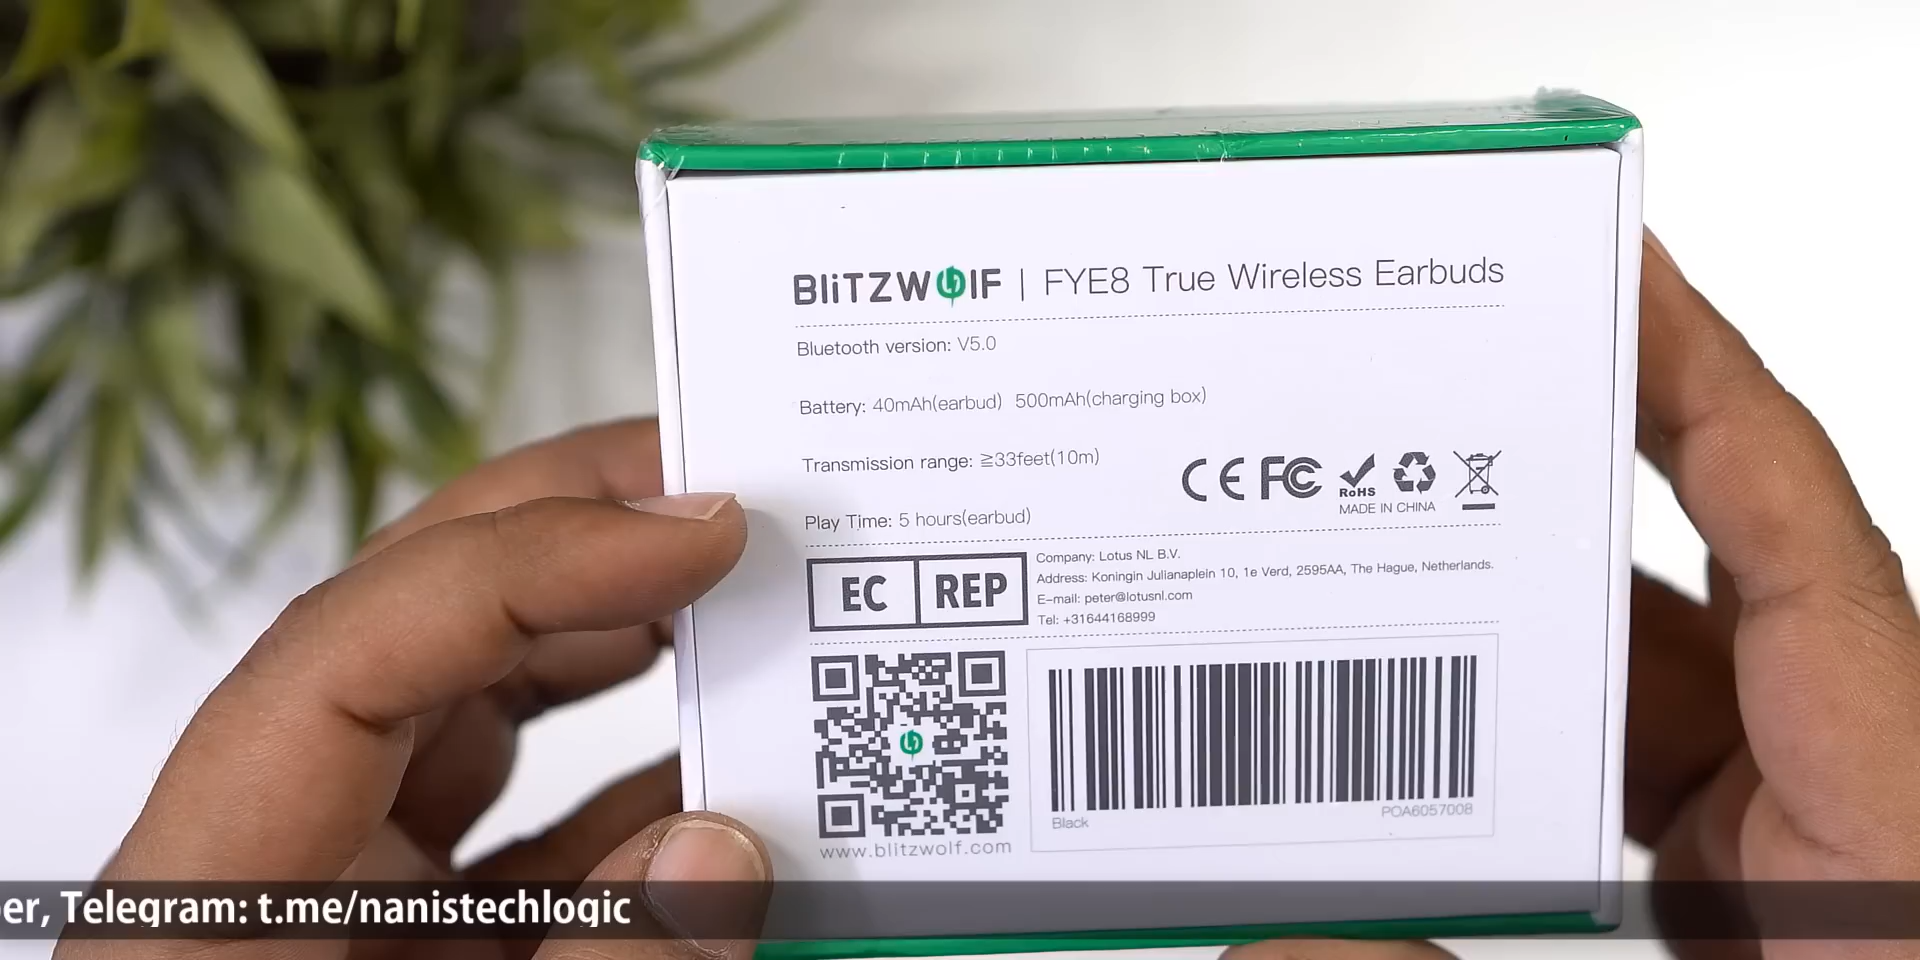 BLiTZWOLF | FYE8 True Wireless Earbuds
Bluetooth version: V5.0
Battery: 40mAh(earbud) 500mAh(charging box)
Transmission range: ≧33feet(10m)
Play Time: 5 hours(earbud)
CE FC RoHS
MADE IN CHINA
EC REP
Company: Lotus NL B.V.
Address: Koningin Julianaplein 10, 1e Verd, 2595AA, The Hague, Netherlands.
E-mail: peter@lotusnl.com
Tel: +31644168999
Black
POA6057008
www.blitzwolf.com
Telegram: t.me/nanistechlogic